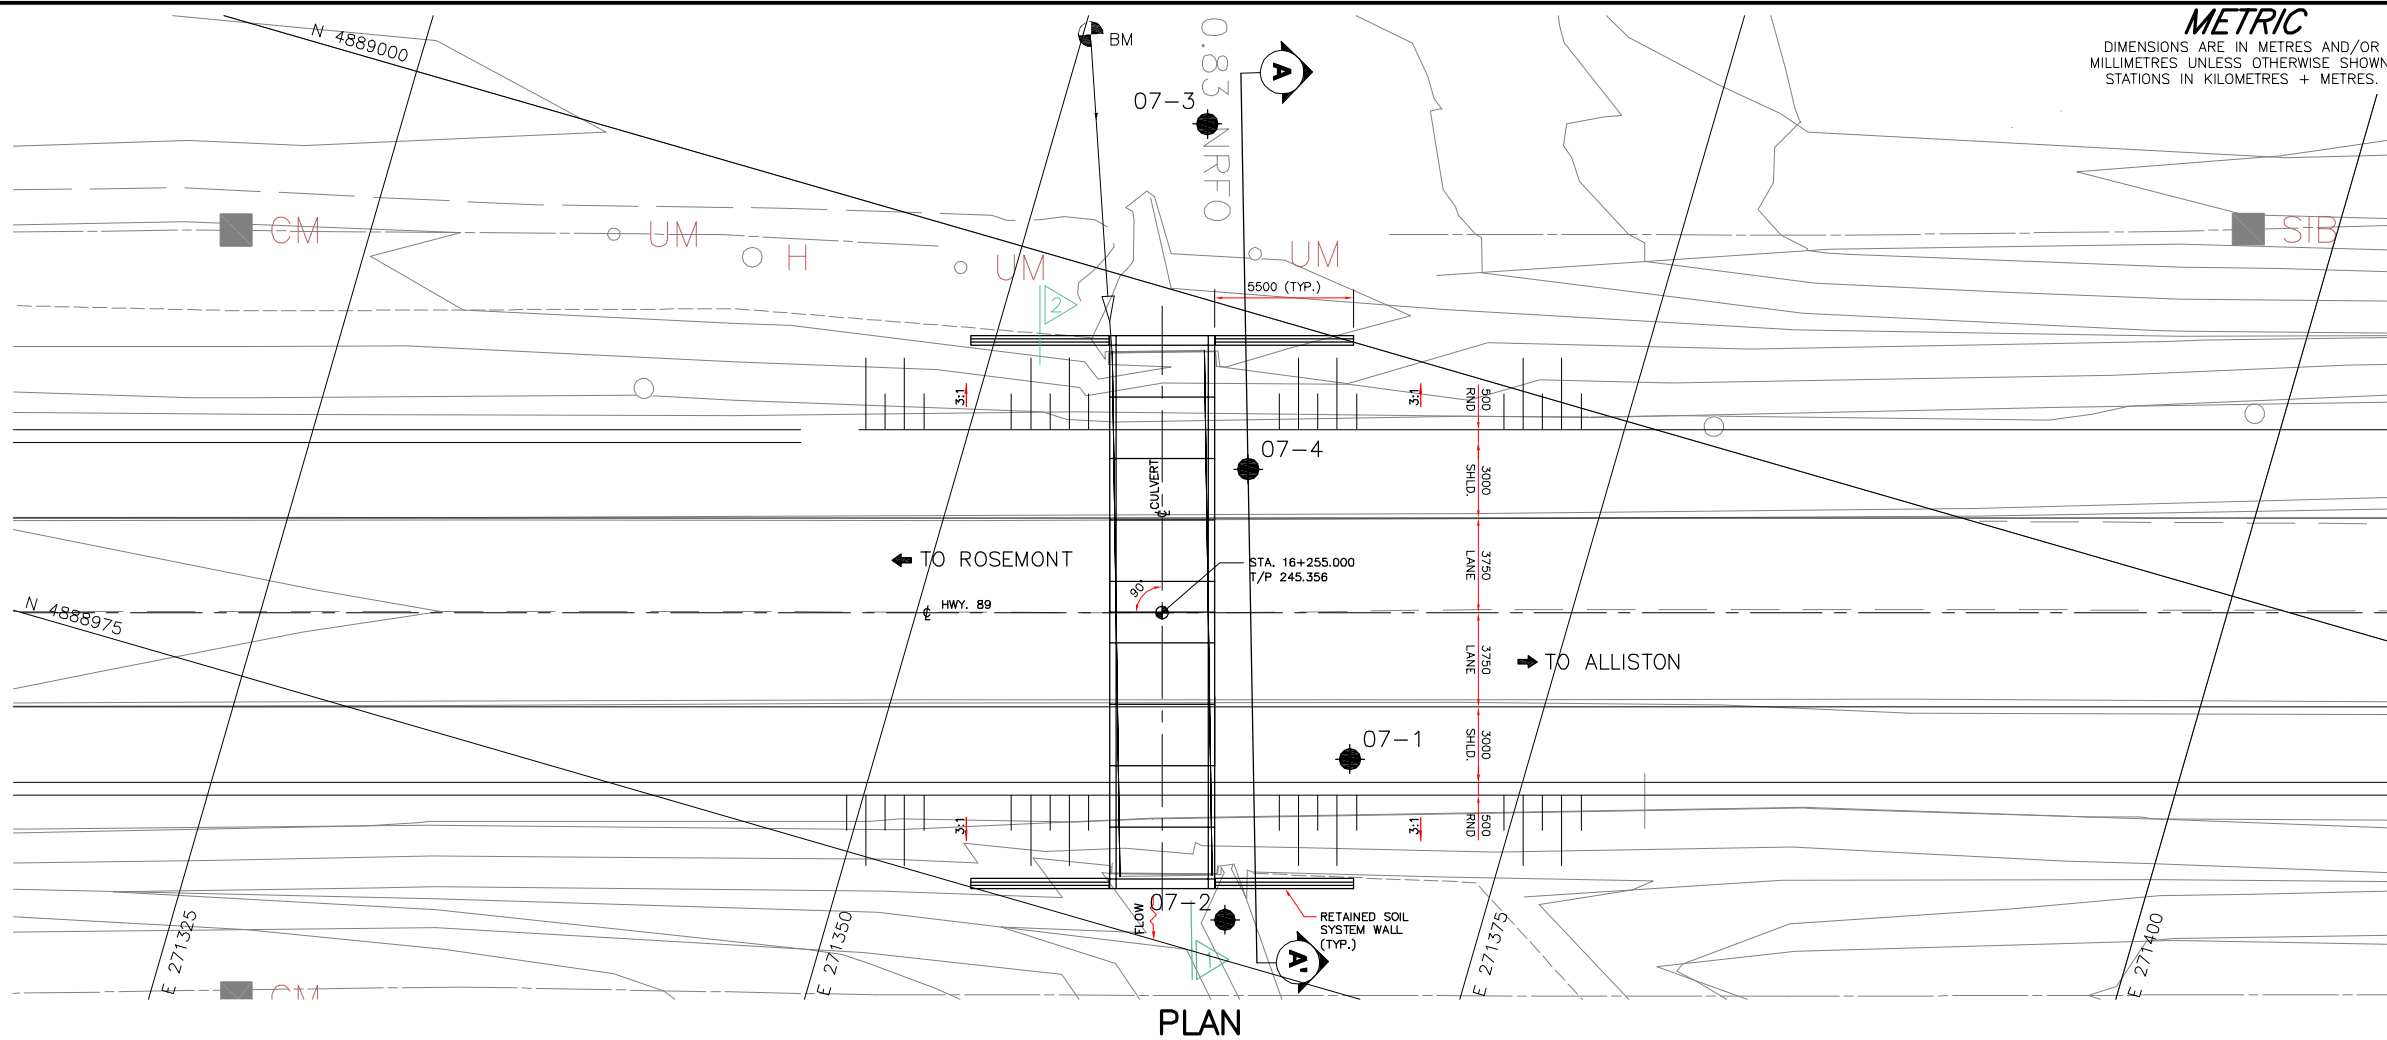 METRIC
DIMENSIONS ARE IN METRES AND/OR
MILLIMETRES UNLESS OTHERWISE SHOWN
STATIONS IN KILOMETRES + METRES.
N 4889000
BM
0.83 NRFO
A
07-3
CM
UM
H
UM
UM
SIB
2
5500 (TYP.)
3:1
3:1
500
RND
07-4
3000
SHLD.
℄ CULVERT
TO ROSEMONT
STA. 16+255.000
T/P 245.356
3750
LANE
90°
℄ HWY. 89
N 4888975
3750
LANE
TO ALLISTON
07-1
3000
SHLD.
3:1
3:1
500
RND
07-2
FLOW
RETAINED SOIL
SYSTEM WALL
(TYP.)
1
A'
E 271325
E 271350
E 271375
E 271400
CM
PLAN